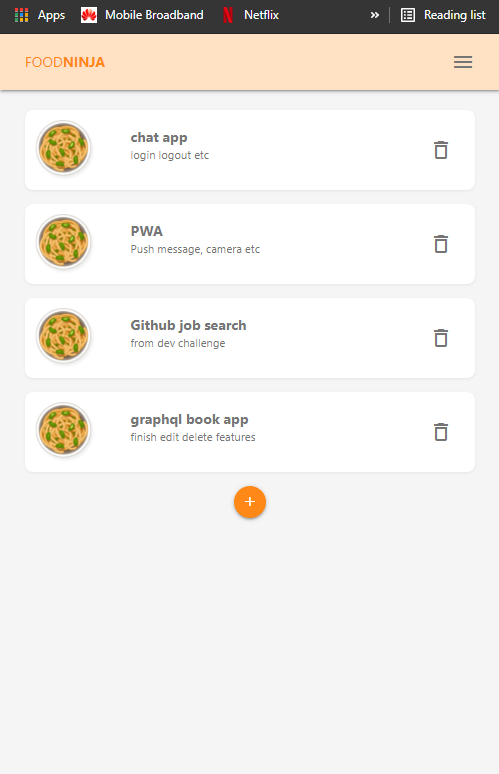 Apps Mobile Broadband Netflix » Reading list
FOODNINJA
chat app
login logout etc
PWA
Push message, camera etc
Github job search
from dev challenge
graphql book app
finish edit delete features
+